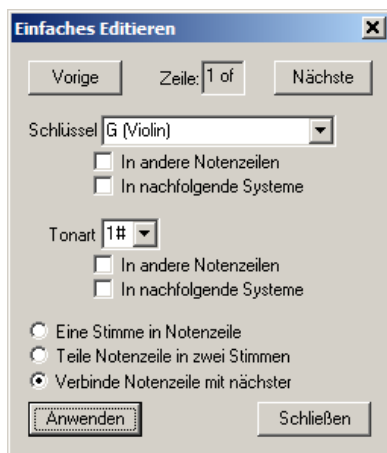 Einfaches Editieren
Vorige Zeile: 1 of Nächste
Schlüssel G (Violin)
In andere Notenzeilen
In nachfolgende Systeme
Tonart 1#
In andere Notenzeilen
In nachfolgende Systeme
Eine Stimme in Notenzeile
Teile Notenzeile in zwei Stimmen
Verbinde Notenzeile mit nächster
Anwenden Schließen